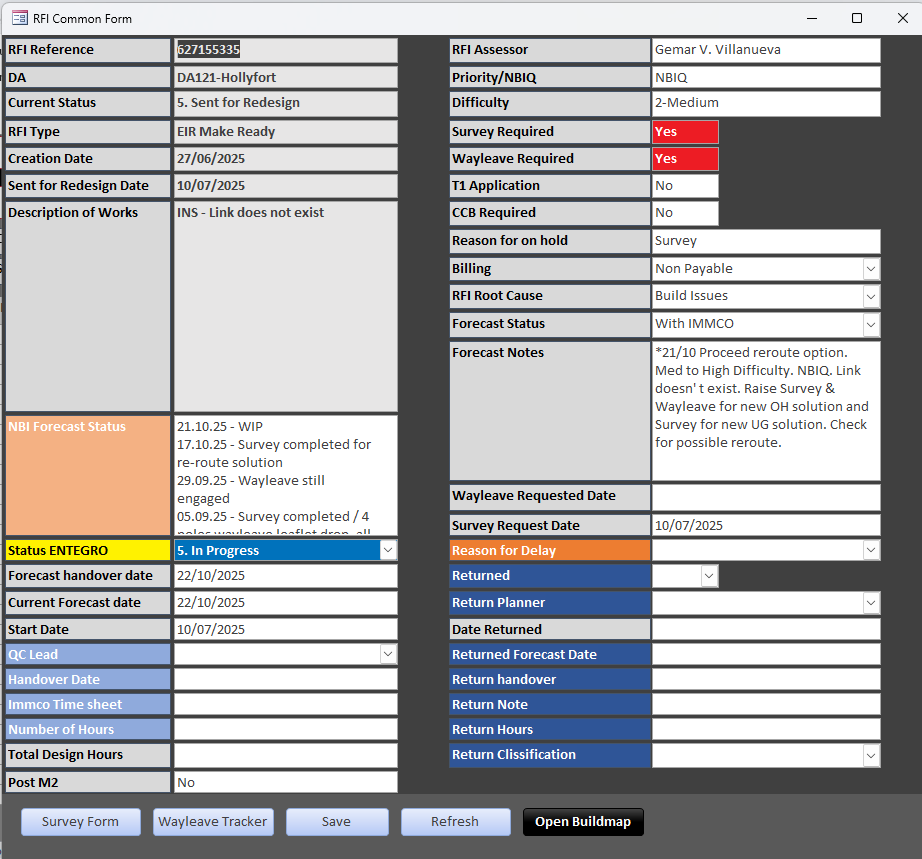 RFI Common Form
RFI Reference 627155335
DA DA121-Hollyfort
Current Status 5. Sent for Redesign
RFI Type EIR Make Ready
Creation Date 27/06/2025
Sent for Redesign Date 10/07/2025
Description of Works INS - Link does not exist
NBI Forecast Status 21.10.25 - WIP
17.10.25 - Survey completed for
re-route solution
29.09.25 - Wayleave still
engaged
05.09.25 - Survey completed / 4
poles wayleave leaflet drop, all
Status ENTEGRO 5. In Progress
Forecast handover date 22/10/2025
Current Forecast date 22/10/2025
Start Date 10/07/2025
QC Lead
Handover Date
Immco Time sheet
Number of Hours
Total Design Hours
Post M2 No
RFI Assessor Gemar V. Villanueva
Priority/NBIQ NBIQ
Difficulty 2-Medium
Survey Required Yes
Wayleave Required Yes
T1 Application No
CCB Required No
Reason for on hold Survey
Billing Non Payable
RFI Root Cause Build Issues
Forecast Status With IMMCO
Forecast Notes *21/10 Proceed reroute option.
Med to High Difficulty. NBIQ. Link
doesn' t exist. Raise Survey &
Wayleave for new OH solution and
Survey for new UG solution. Check
for possible reroute.
Wayleave Requested Date
Survey Request Date 10/07/2025
Reason for Delay
Returned
Return Planner
Date Returned
Returned Forecast Date
Return handover
Return Note
Return Hours
Return Clissification
Survey Form Wayleave Tracker Save Refresh Open Buildmap